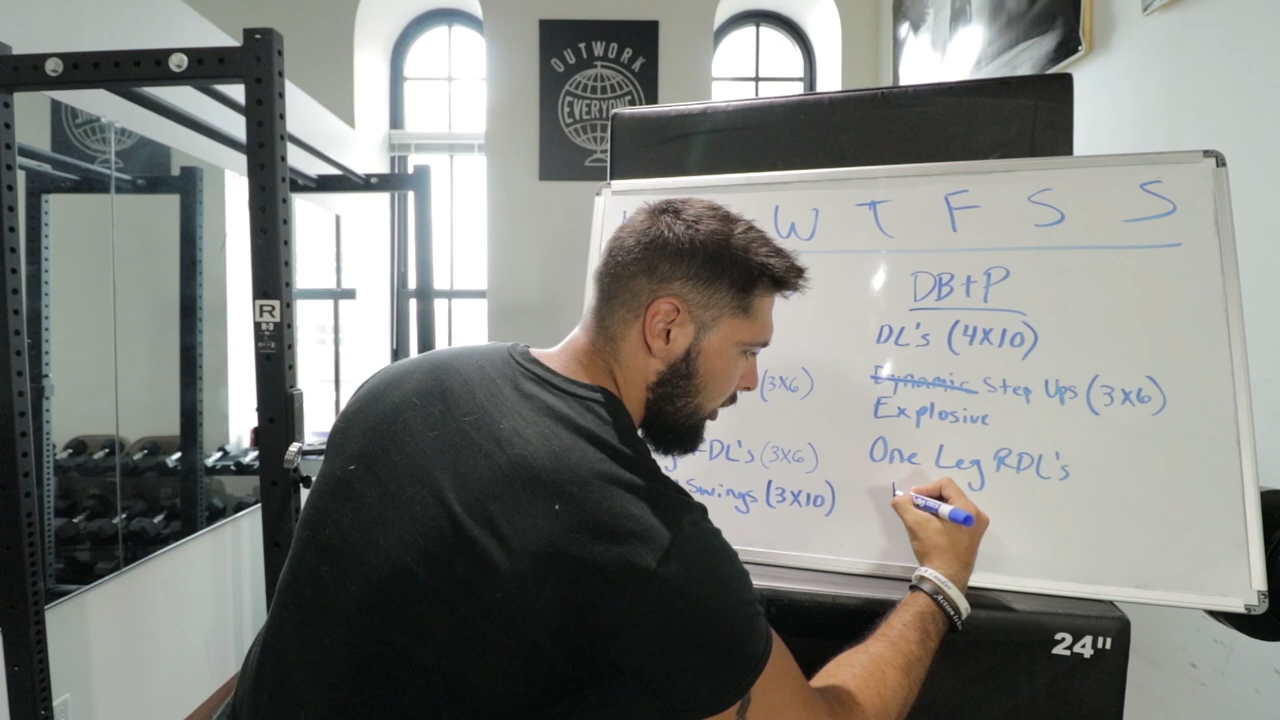 OUTWORK
EVERYONE
W T F S S
DB+P
DL's (4X10)
Dynamic Step Ups (3X6)
Explosive
(3X6)
DL's (3X6)
One Leg RDL's
Swings (3X10)
R
24"